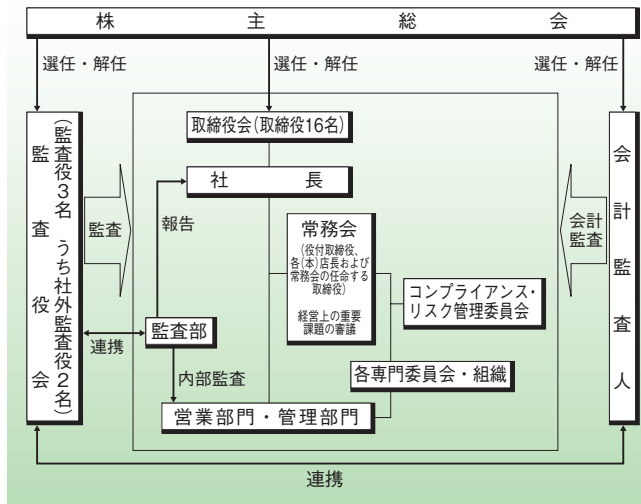 株主総会
選任・解任
選任・解任
選任・解任
取締役会(取締役16名)
社長
監査役会
(監査役3名 うち社外監査役2名)
監査
報告
常務会
(役付取締役、
各(本)店長および
常務会の任命する
取締役)
経営上の重要
課題の審議
会計
監査
会計監査人
コンプライアンス・
リスク管理委員会
監査部
連携
内部監査
各専門委員会・組織
営業部門・管理部門
連携